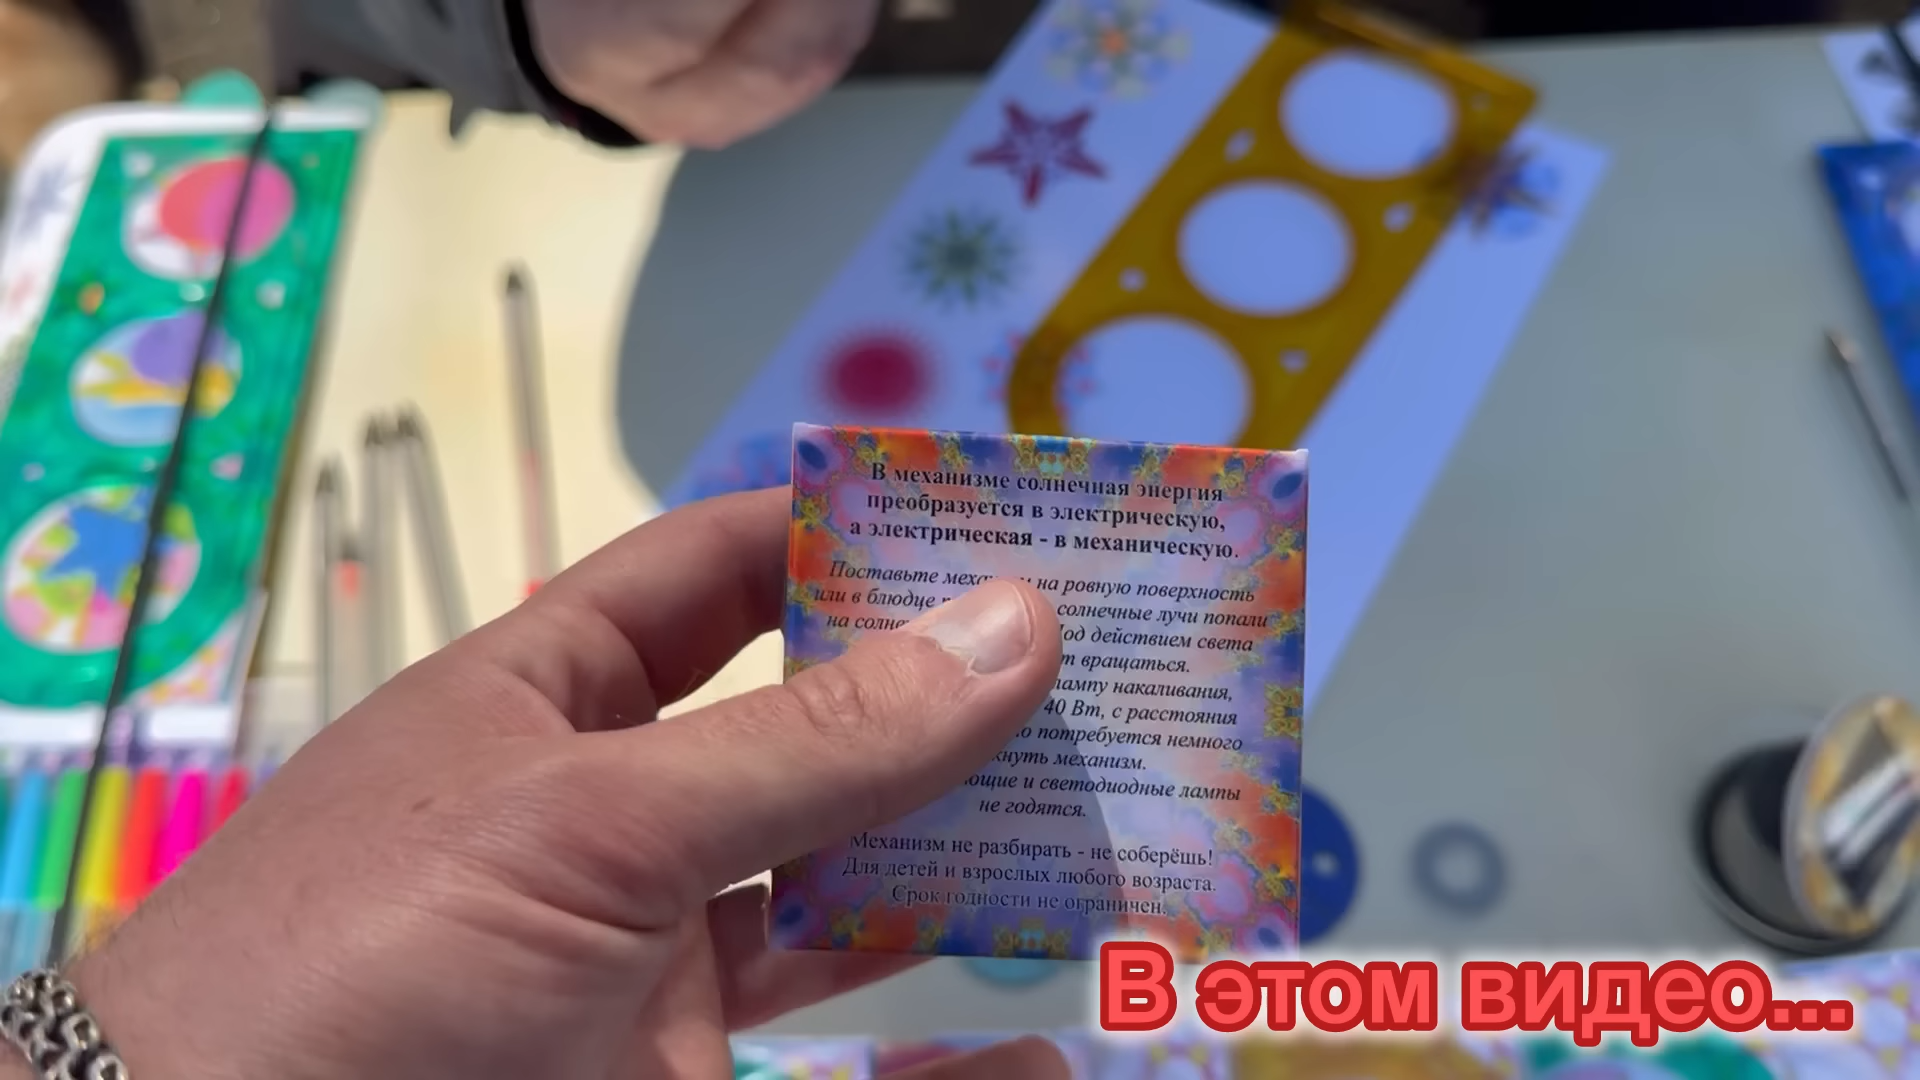 В механизме солнечная энергия
преобразуется в электрическую,
а электрическая - в механическую.
Поставьте на ровную поверхность
или в блюдце солнечные лучи попали
на действием света
вращаться.
лампу накаливания,
40 Вт, с расстояния
потребуется немного
механизм.
и светодиодные лампы
не годятся.
Механизм не разбирать - не соберёшь!
Для детей и взрослых любого возраста.
Срок годности не ограничен.
В этом видео...